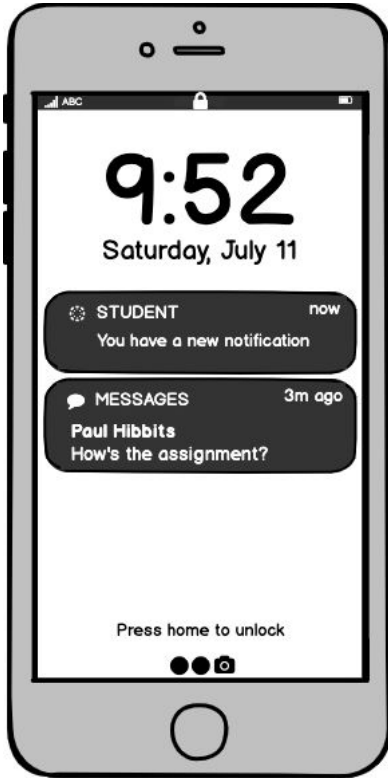 ABC
9:52
Saturday, July 11
STUDENT now
You have a new notification
MESSAGES 3m ago
Paul Hibbits
How's the assignment?
Press home to unlock